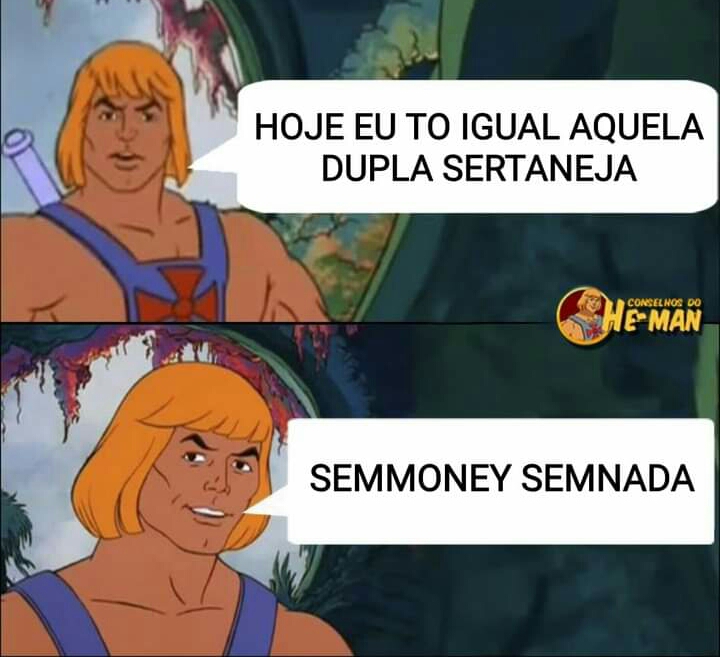 HOJE EU TO IGUAL AQUELA
DUPLA SERTANEJA
CONSELHOS DO
HE-MAN
SEMMONEY SEMNADA